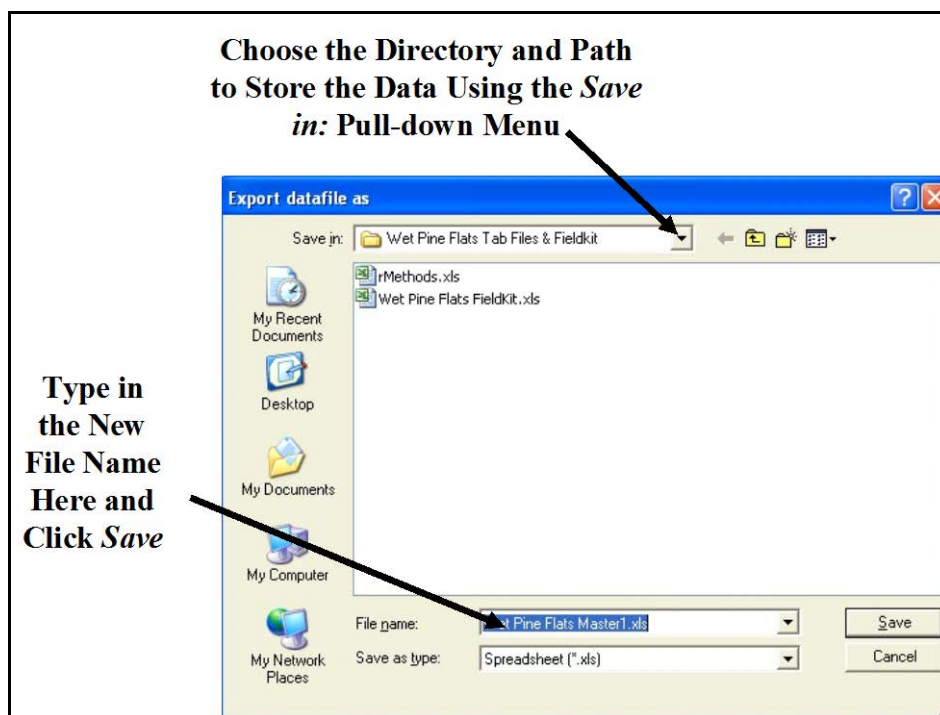 Choose the Directory and Path
to Store the Data Using the Save
in: Pull-down Menu
Export datafile as
Save in:
Wet Pine Flats Tab Files & Fieldkit
rMethods.xls
Wet Pine Flats FieldKit.xls
My Recent
Documents
Desktop
My Documents
My Computer
My Network
Places
Type in
the New
File Name
Here and
Click Save
File name:
Wet Pine Flats Master1.xls
Save
Save as type:
Spreadsheet (*.xls)
Cancel